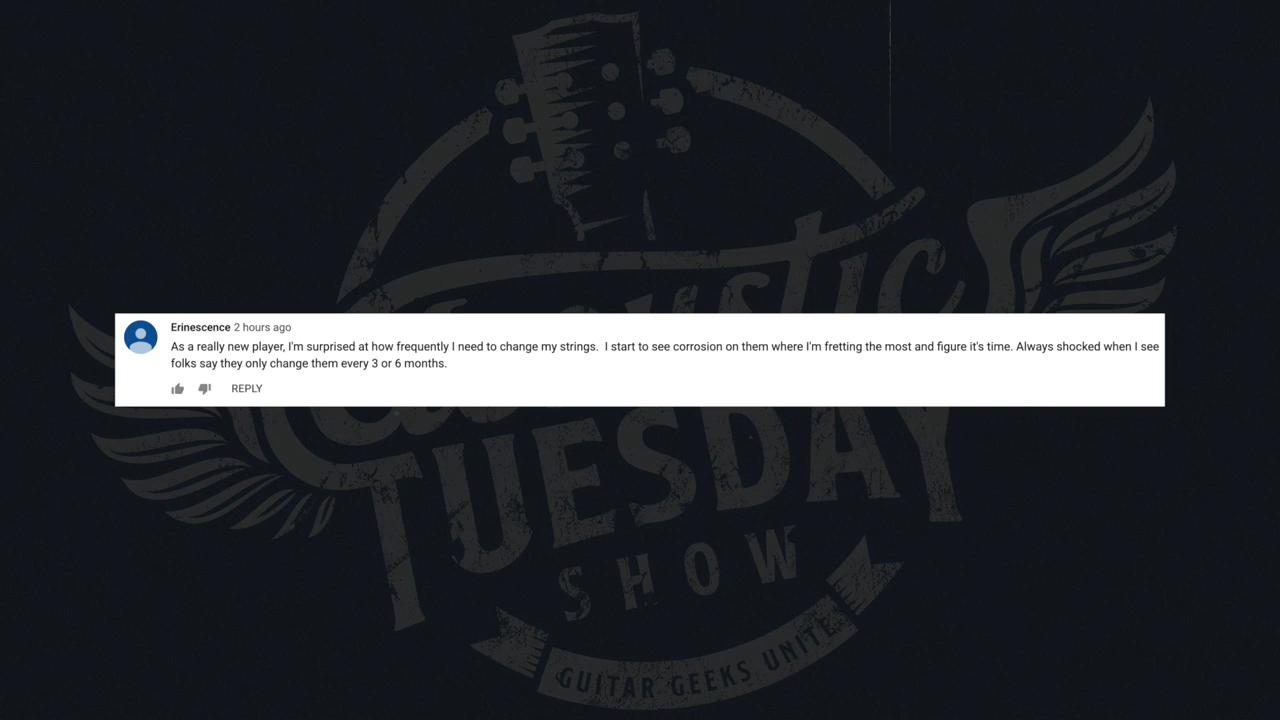 ACOUSTIC
Erinescence 2 hours ago
As a really new player, I'm surprised at how frequently I need to change my strings.  I start to see corrosion on them where I'm fretting the most and figure it's time. Always shocked when I see
folks say they only change them every 3 or 6 months.
REPLY
TUESDAY
SHOW
GUITAR GEEKS UNITE